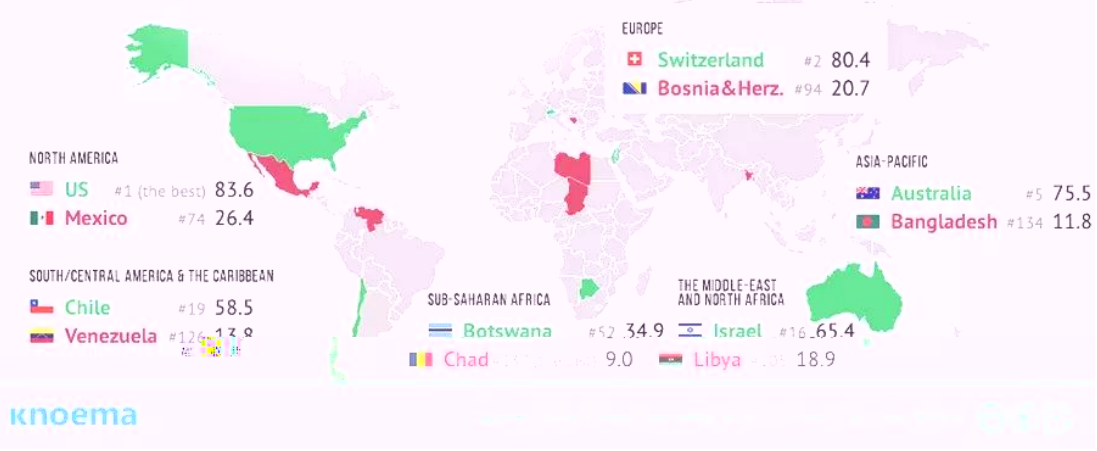 EUROPE
Switzerland #2 80.4
Bosnia&Herz. #94 20.7
NORTH AMERICA
US #1 (the best) 83.6
Mexico #74 26.4
ASIA-PACIFIC
Australia #5 75.5
Bangladesh #134 11.8
SOUTH/CENTRAL AMERICA & THE CARIBBEAN
Chile #19 58.5
Venezuela #126 13.8
SUB-SAHARAN AFRICA
Botswana #52 34.9
Chad 9.0
THE MIDDLE-EAST
AND NORTH AFRICA
Israel #16 65.4
Libya 18.9
knoema